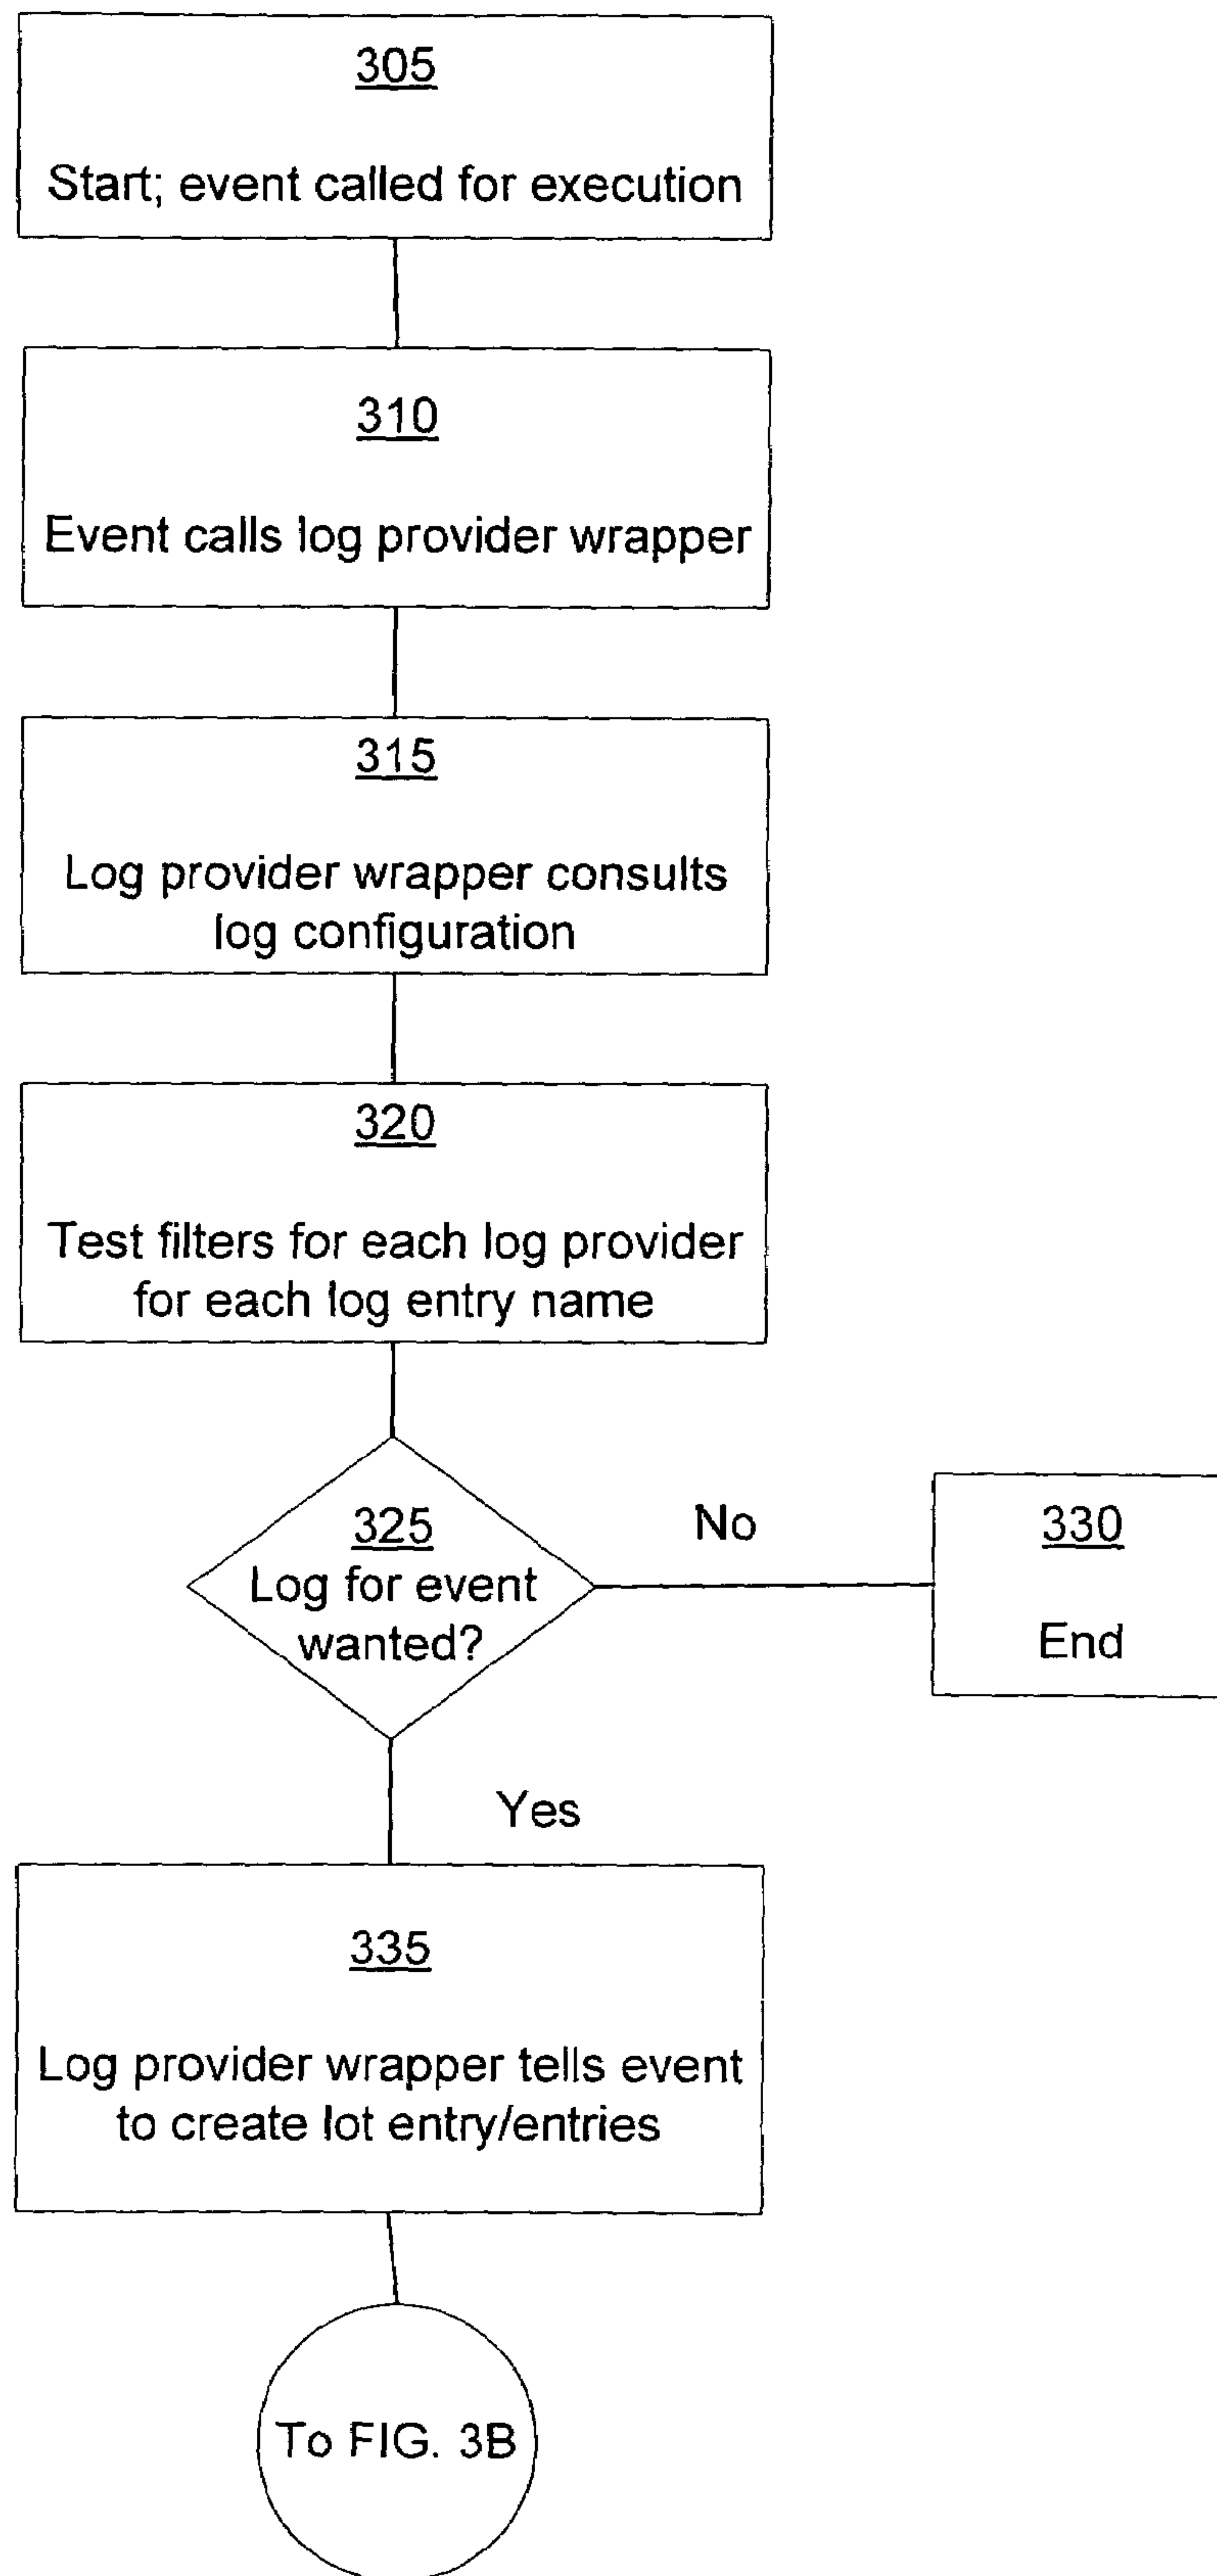 305
Start; event called for execution
310
Event calls log provider wrapper
315
Log provider wrapper consults
log configuration
320
Test filters for each log provider
for each log entry name
325
Log for event
wanted?
No
330
End
Yes
335
Log provider wrapper tells event
to create lot entry/entries
To FIG. 3B